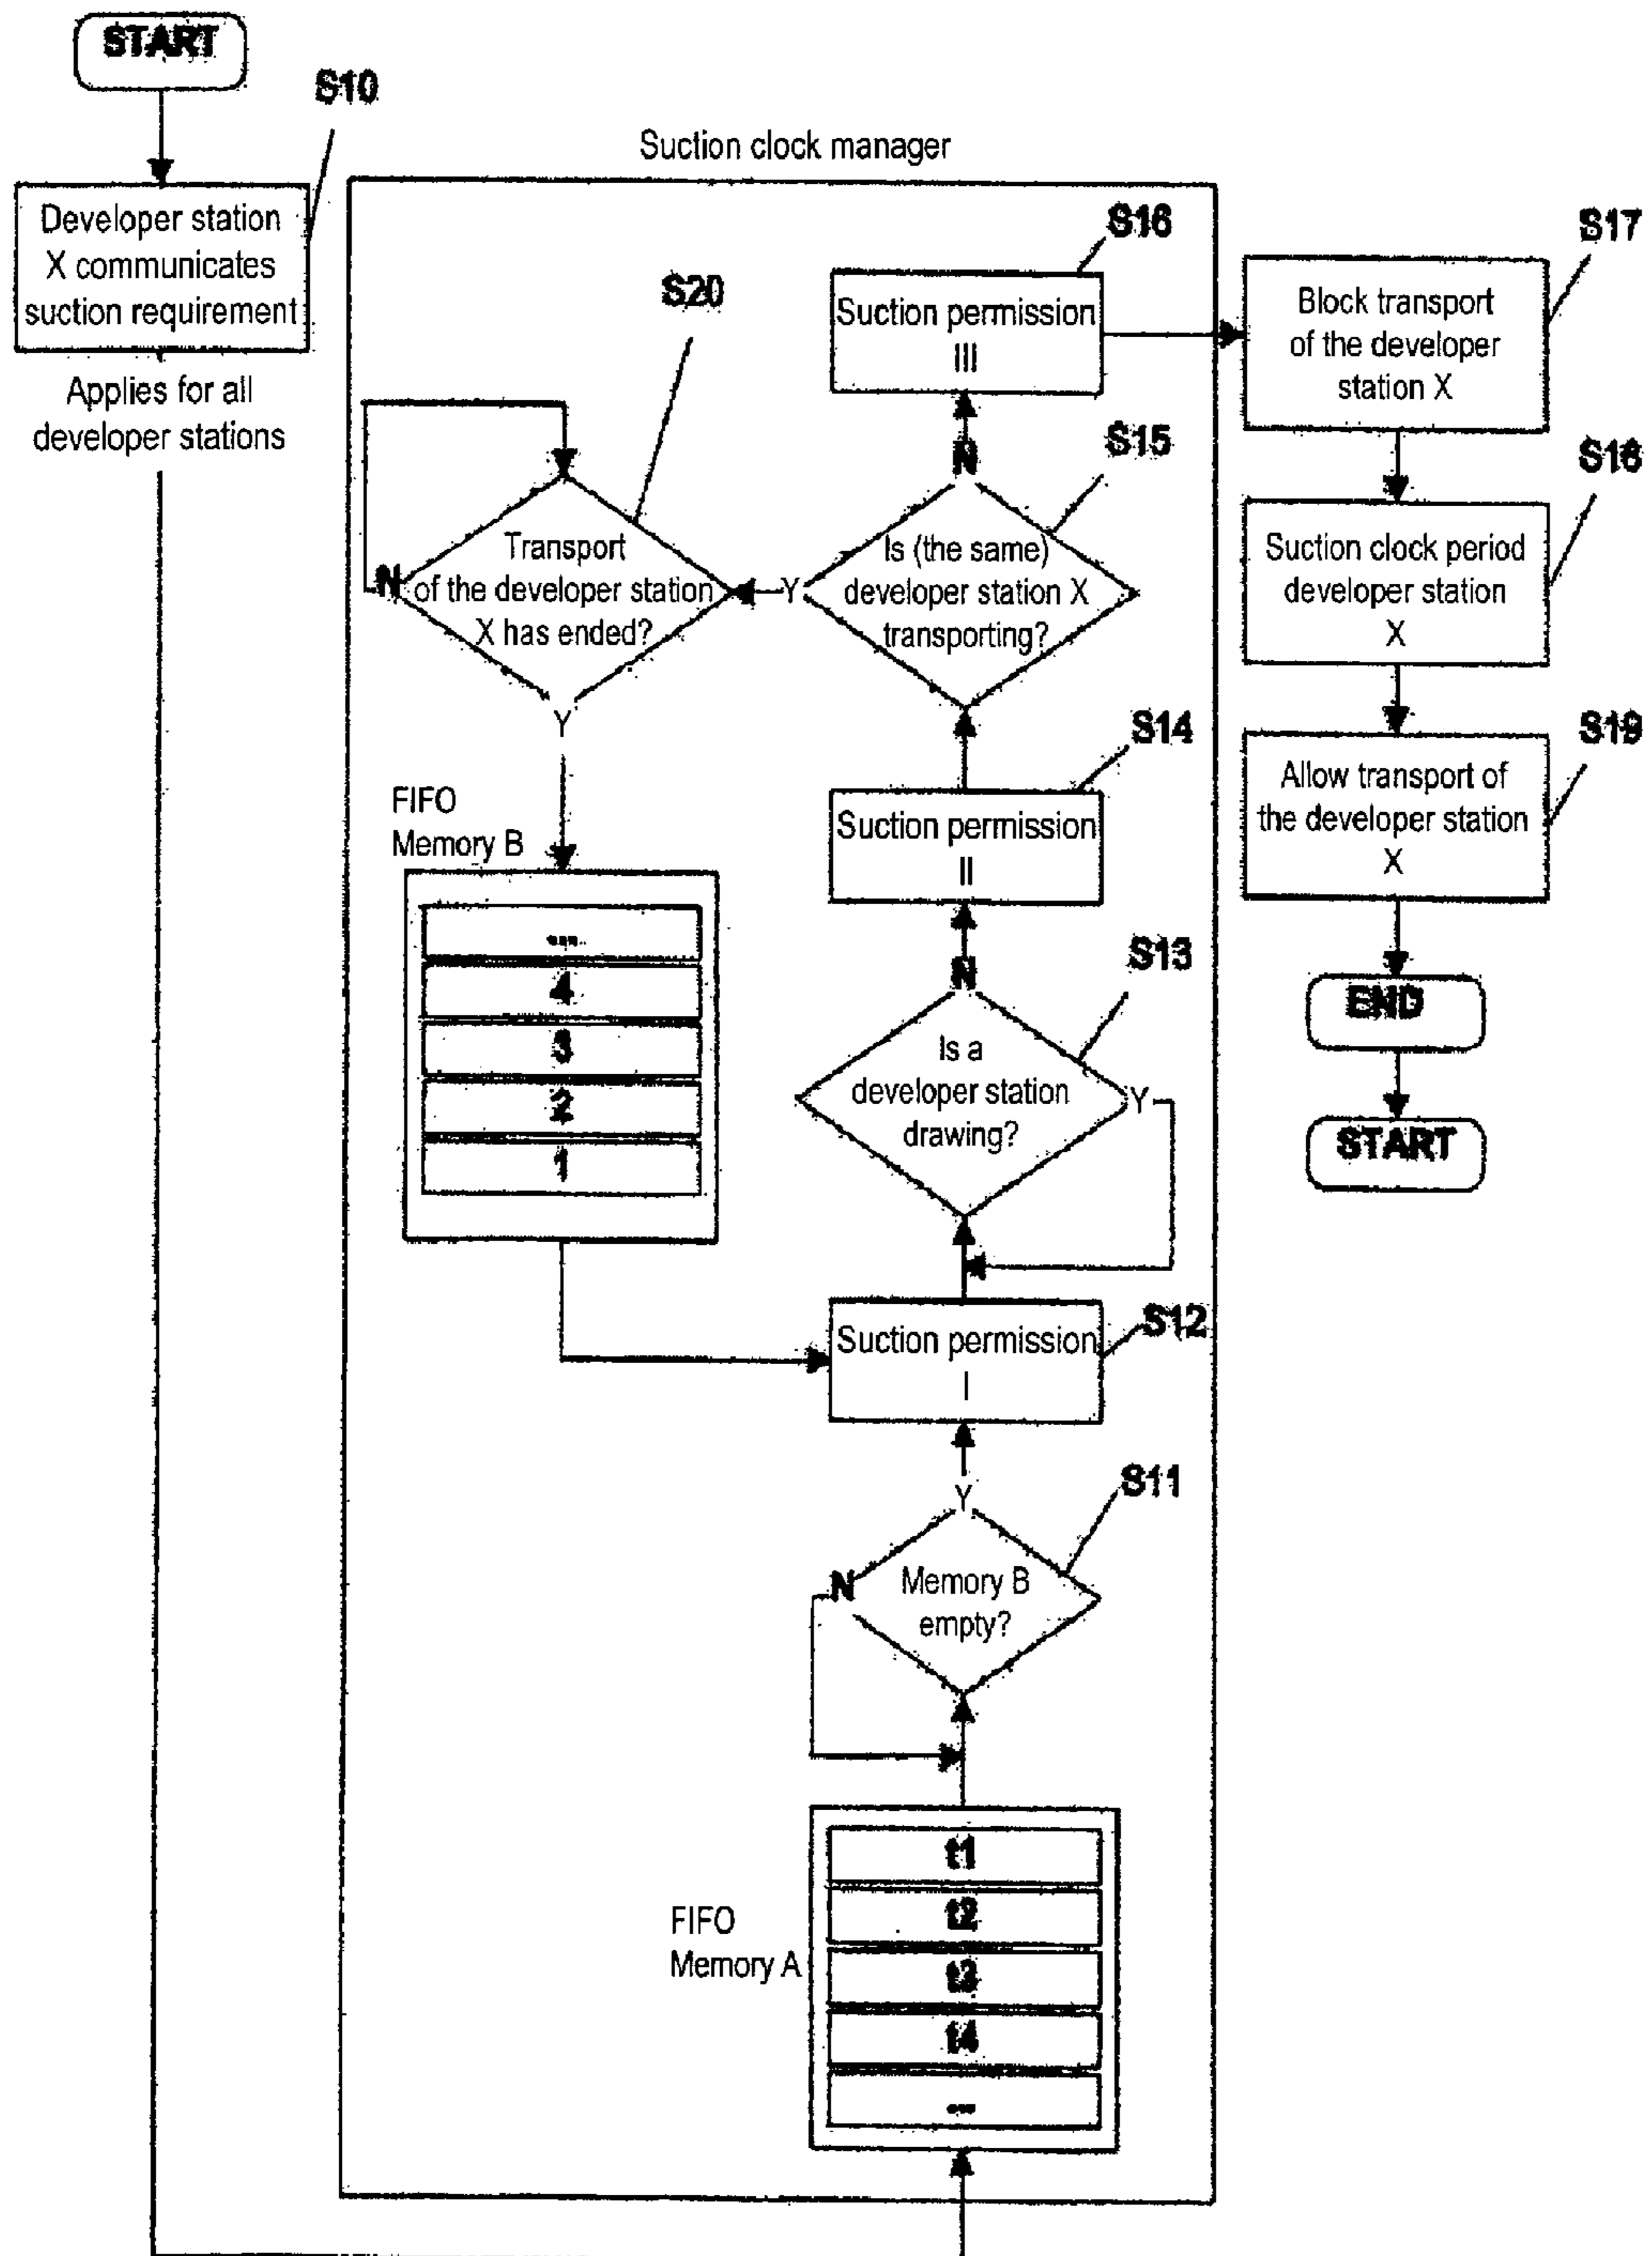 START
S10
Developer station
X communicates
suction requirement
Applies for all
developer stations
Suction clock manager
S16
Suction permission
III
S17
Block transport
of the developer
station X
S20
S15
Transport
of the developer station
X has ended?
N
Y
Is (the same)
developer station X
transporting?
N
Y
S18
Suction clock period
developer station
X
S14
Suction permission
II
S19
Allow transport of
the developer station
X
FIFO
Memory B
...
4
3
2
1
S13
N
Is a
developer station
drawing?
Y
END
START
S12
Suction permission
I
S11
Y
N
Memory B
empty?
FIFO
Memory A
t1
t2
t3
t4
...